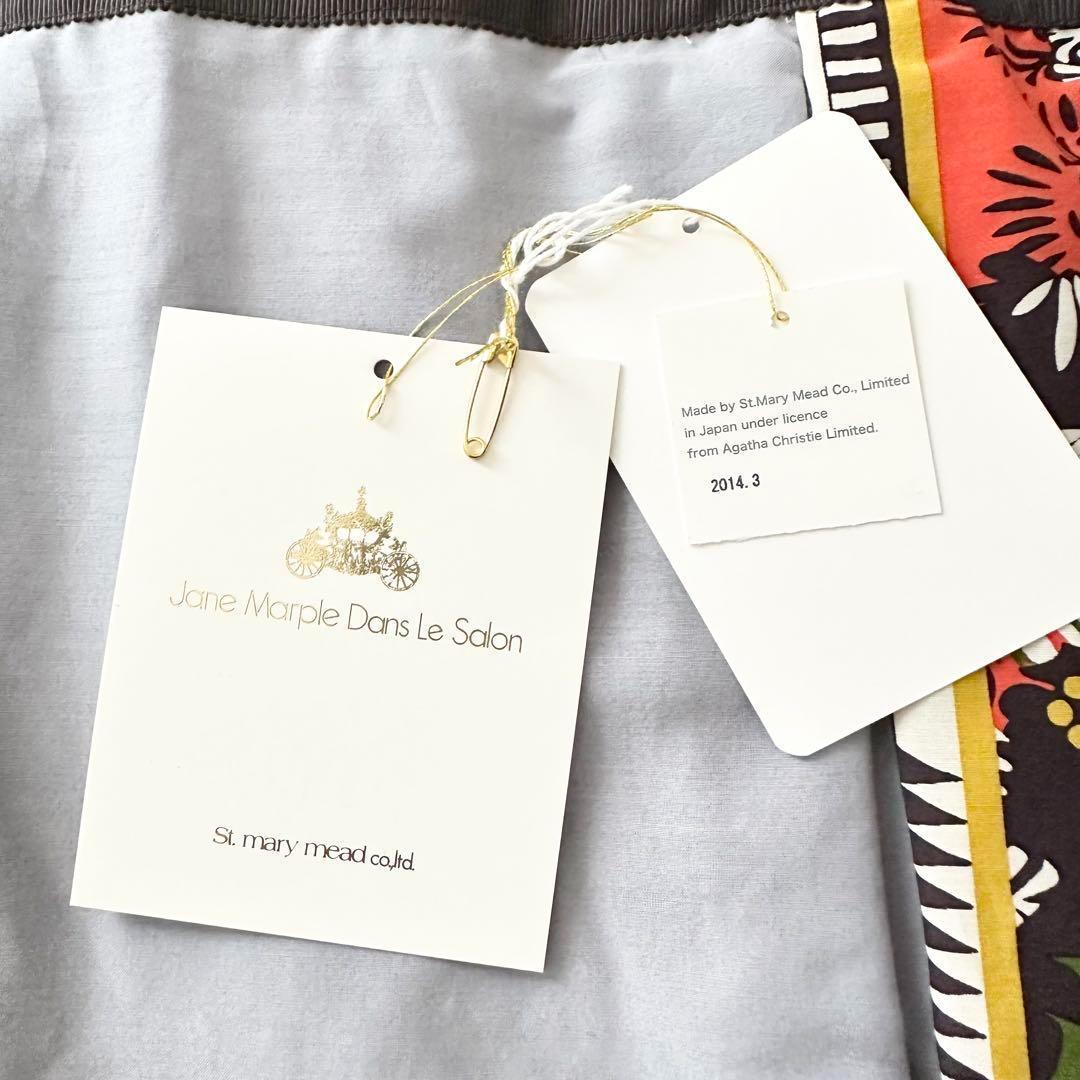 Jane Marple Dans Le Salon
St. mary mead co.,ltd.
Made by St.Mary Mead Co., Limited
in Japan under licence
from Agatha Christie Limited.
2014. 3